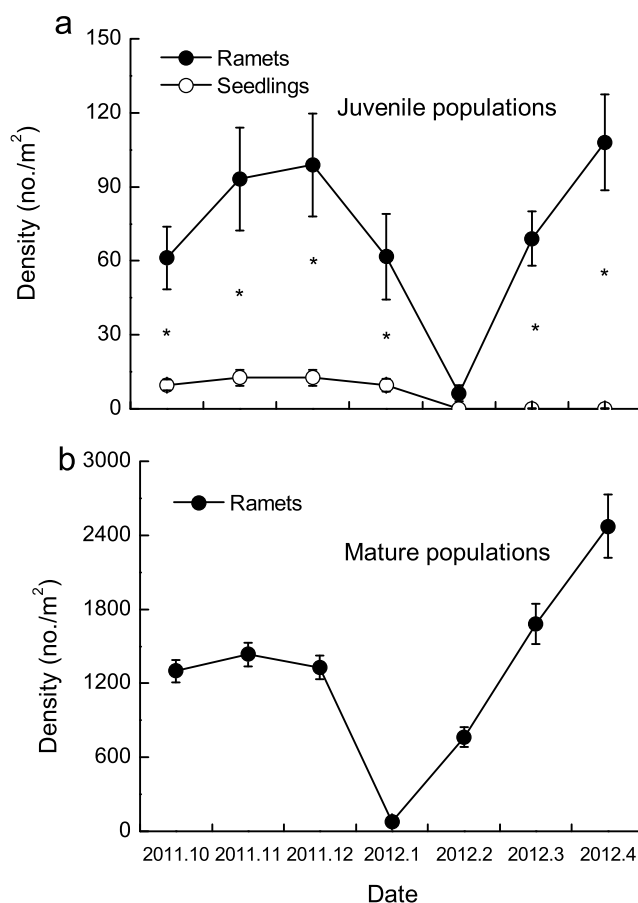 a
150
120
90
60
30
0
Density (no./m²)
Ramets
Seedlings
Juvenile populations
*
*
*
*
*
*
b
3000
2400
1800
1200
600
0
Density (no./m²)
Ramets
Mature populations
2011.10 2011.11 2011.12 2012.1 2012.2 2012.3 2012.4
Date